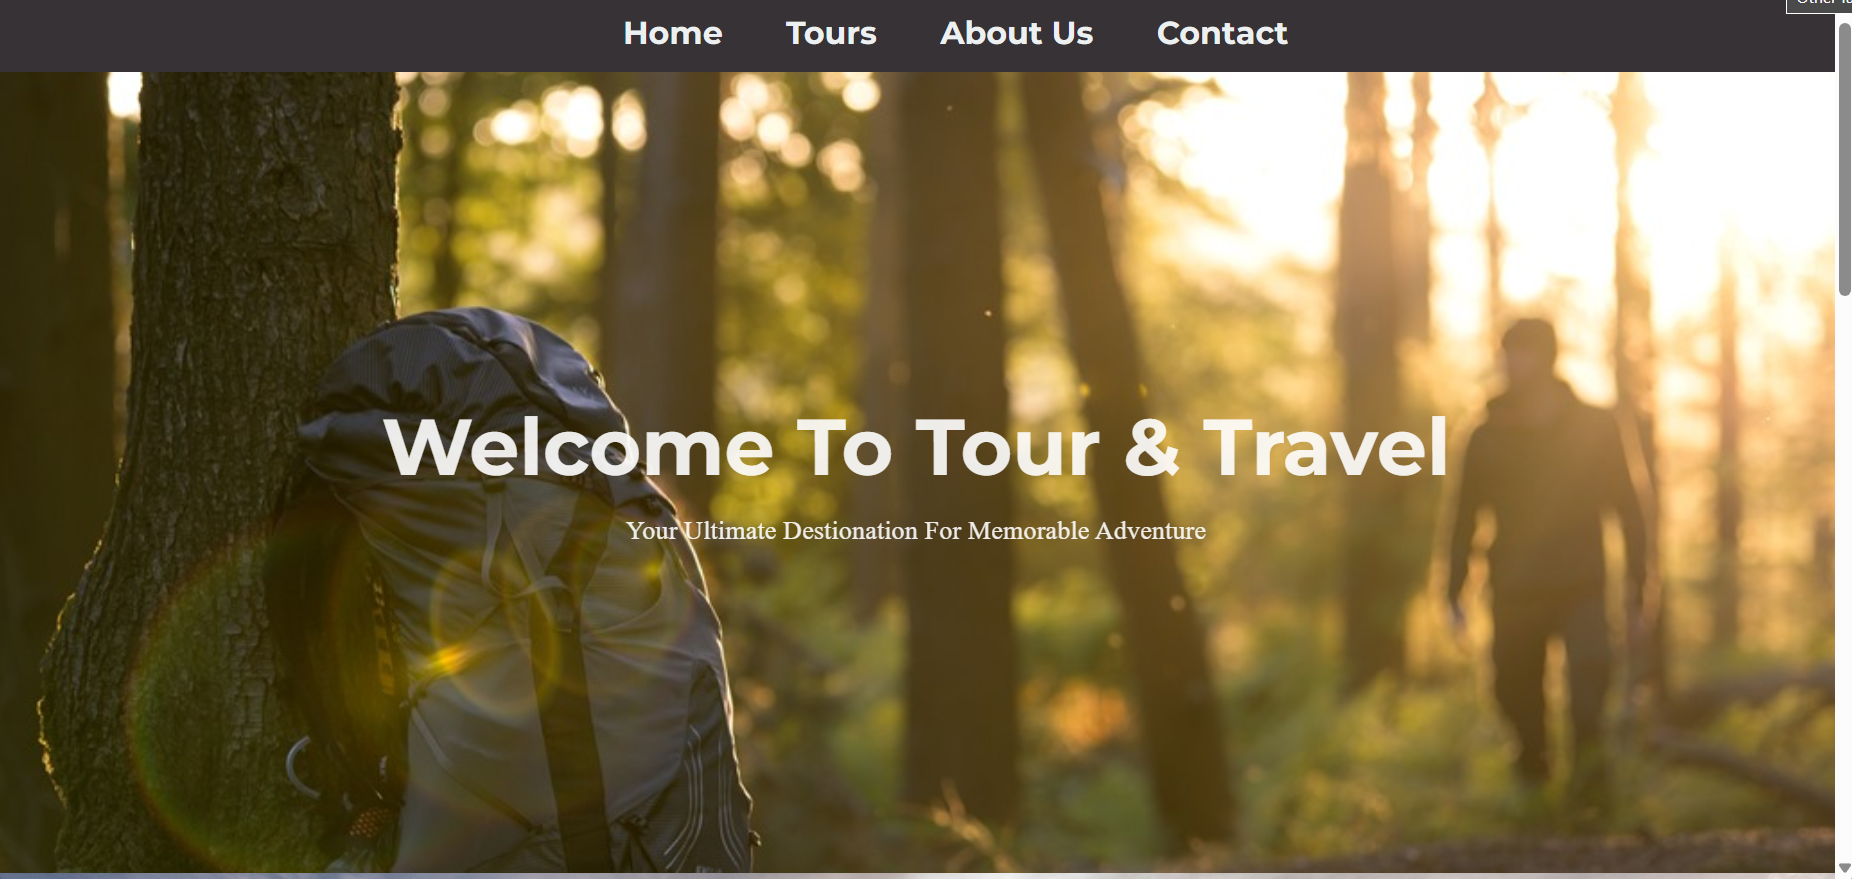 Home Tours About Us Contact
Welcome To Tour & Travel
Your Ultimate Destionation For Memorable Adventure